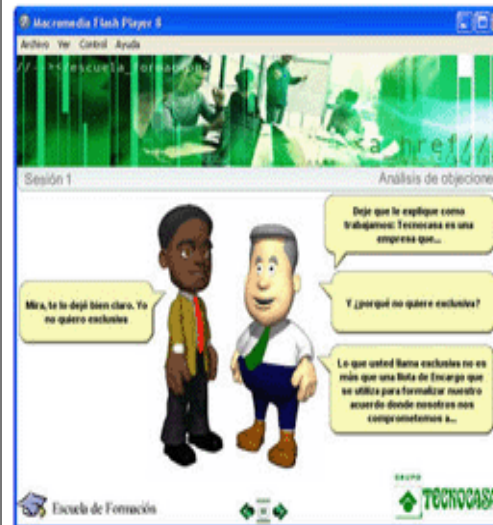 Macromedia Flash Player 8
Archivo Ver Control Ayuda
//--></escuela_formacion>
<a_href//
Sesión 1
Análisis de objecione
Deje que le explique como
trabajamos: Tecnocasa es una
empresa que...
Mira, te lo dejé bien claro. Yo
no quiero exclusiva
Y ¿porqué no quiere exclusiva?
Lo que usted llama exclusiva no es
más que una Nota de Encargo que
se utiliza para formalizar nuestro
acuerdo donde nosotros nos
comprometemos a...
Escuela de Formación
GRUPO
TECNOCASA